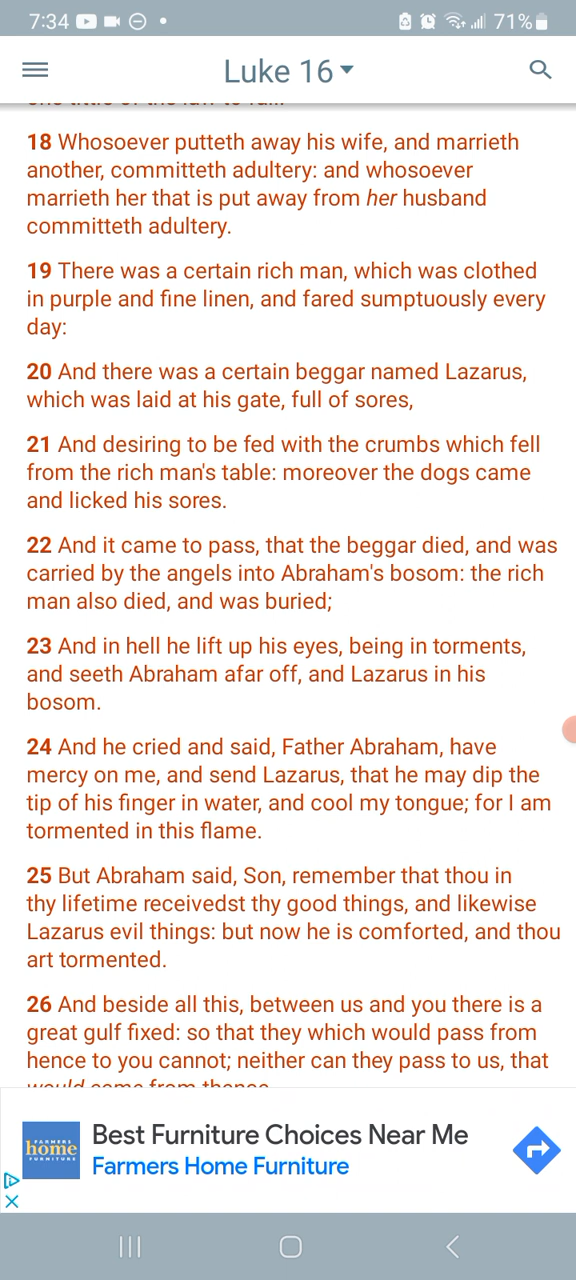 7:34
71%
Luke 16
18 Whosoever putteth away his wife, and marrieth
another, committeth adultery: and whosoever
marrieth her that is put away from her husband
committeth adultery.
19 There was a certain rich man, which was clothed
in purple and fine linen, and fared sumptuously every
day:
20 And there was a certain beggar named Lazarus,
which was laid at his gate, full of sores,
21 And desiring to be fed with the crumbs which fell
from the rich man's table: moreover the dogs came
and licked his sores.
22 And it came to pass, that the beggar died, and was
carried by the angels into Abraham's bosom: the rich
man also died, and was buried;
23 And in hell he lift up his eyes, being in torments,
and seeth Abraham afar off, and Lazarus in his
bosom.
24 And he cried and said, Father Abraham, have
mercy on me, and send Lazarus, that he may dip the
tip of his finger in water, and cool my tongue; for I am
tormented in this flame.
25 But Abraham said, Son, remember that thou in
thy lifetime receivedst thy good things, and likewise
Lazarus evil things: but now he is comforted, and thou
art tormented.
26 And beside all this, between us and you there is a
great gulf fixed: so that they which would pass from
hence to you cannot; neither can they pass to us, that
would come from thence
FARMERS
home
FURNITURE
Best Furniture Choices Near Me
Farmers Home Furniture